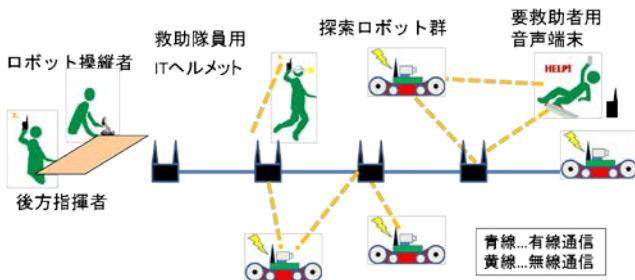 ロボット操縦者
後方指揮者
救助隊員用
ITヘルメット
探索ロボット群
要救助者用
音声端末
HELP!
青線…有線通信
黄線…無線通信